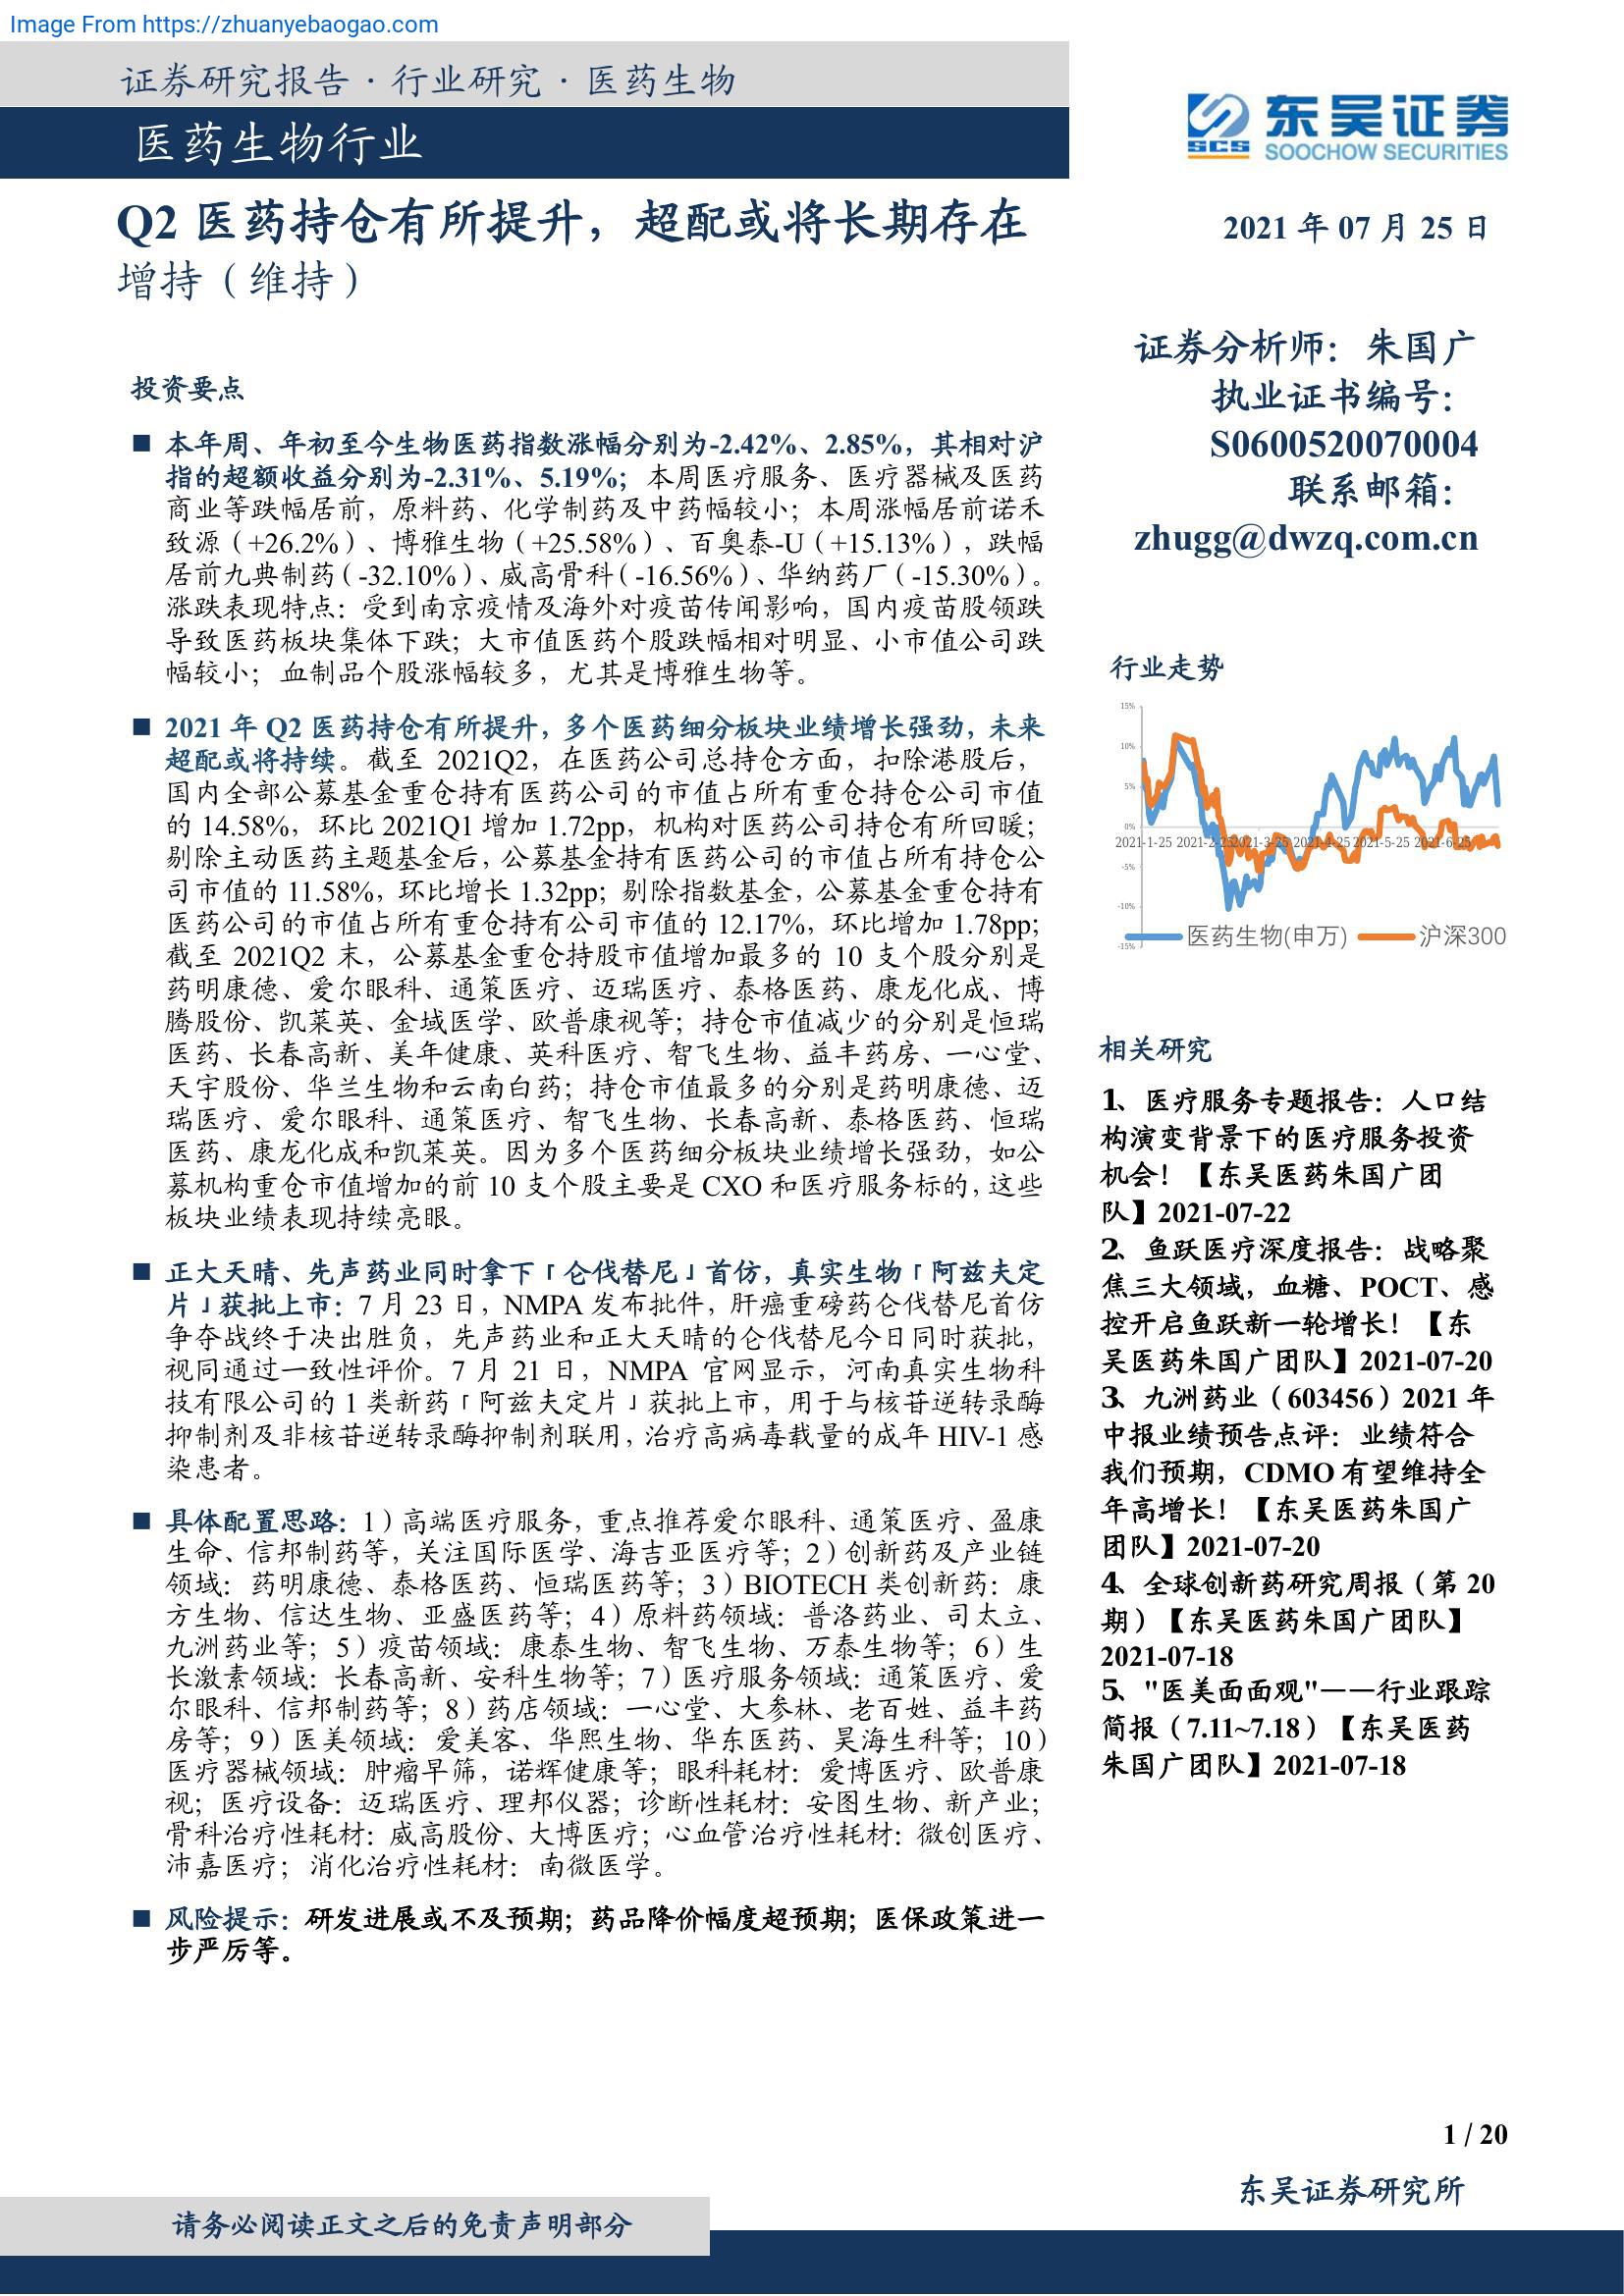 Image From https://zhuanyebaogao.com
证券研究报告·行业研究·医药生物
医药生物行业
东吴证券
SCS
SOOCHOW SECURITIES
Q2 医药持仓有所提升，超配或将长期存在
增持（维持）
2021 年 07 月 25 日
证券分析师：朱国广
执业证书编号：
S0600520070004
联系邮箱：
zhugg@dwzq.com.cn
投资要点
■ 本年周、年初至今生物医药指数涨幅分别为-2.42%、2.85%，其相对沪
指的超额收益分别为-2.31%、5.19%；本周医疗服务、医疗器械及医药
商业等跌幅居前，原料药、化学制药及中药幅较小；本周涨幅居前诺禾
致源（+26.2%）、博雅生物（+25.58%）、百奥泰-U（+15.13%），跌幅
居前九典制药（-32.10%）、威高骨科（-16.56%）、华纳药厂（-15.30%）。
涨跌表现特点：受到南京疫情及海外对疫苗传闻影响，国内疫苗股领跌
导致医药板块集体下跌；大市值医药个股跌幅相对明显、小市值公司跌
幅较小；血制品个股涨幅较多，尤其是博雅生物等。
■ 2021 年 Q2 医药持仓有所提升，多个医药细分板块业绩增长强劲，未来
超配或将持续。截至 2021Q2，在医药公司总持仓方面，扣除港股后，
国内全部公募基金重仓持有医药公司的市值占所有重仓持仓公司市值
的 14.58%，环比 2021Q1 增加 1.72pp，机构对医药公司持仓有所回暖；
剔除主动医药主题基金后，公募基金持有医药公司的市值占所有持仓公
司市值的 11.58%，环比增长 1.32pp；剔除指数基金，公募基金重仓持有
医药公司的市值占所有重仓持有公司市值的 12.17%，环比增加 1.78pp；
截至 2021Q2 末，公募基金重仓持股市值增加最多的 10 支个股分别是
药明康德、爱尔眼科、通策医疗、迈瑞医疗、泰格医药、康龙化成、博
腾股份、凯莱英、金域医学、欧普康视等；持仓市值减少的分别是恒瑞
医药、长春高新、美年健康、英科医疗、智飞生物、益丰药房、一心堂、
天宇股份、华兰生物和云南白药；持仓市值最多的分别是药明康德、迈
瑞医疗、爱尔眼科、通策医疗、智飞生物、长春高新、泰格医药、恒瑞
医药、康龙化成和凯莱英。因为多个医药细分板块业绩增长强劲，如公
募机构重仓市值增加的前 10 支个股主要是 CXO 和医疗服务标的，这些
板块业绩表现持续亮眼。
■ 正大天晴、先声药业同时拿下「仑伐替尼」首仿，真实生物「阿兹夫定
片」获批上市：7 月 23 日，NMPA 发布批件，肝癌重磅药仑伐替尼首仿
争夺战终于决出胜负，先声药业和正大天晴的仑伐替尼今日同时获批，
视同通过一致性评价。7 月 21 日，NMPA 官网显示，河南真实生物科
技有限公司的 1 类新药「阿兹夫定片」获批上市，用于与核苷逆转录酶
抑制剂及非核苷逆转录酶抑制剂联用，治疗高病毒载量的成年 HIV-1 感
染患者。
■ 具体配置思路：1）高端医疗服务，重点推荐爱尔眼科、通策医疗、盈康
生命、信邦制药等，关注国际医学、海吉亚医疗等；2）创新药及产业链
领域：药明康德、泰格医药、恒瑞医药等；3）BIOTECH 类创新药：康
方生物、信达生物、亚盛医药等；4）原料药领域：普洛药业、司太立、
九洲药业等；5）疫苗领域：康泰生物、智飞生物、万泰生物等；6）生
长激素领域：长春高新、安科生物等；7）医疗服务领域：通策医疗、爱
尔眼科、信邦制药等；8）药店领域：一心堂、大参林、老百姓、益丰药
房等；9）医美领域：爱美客、华熙生物、华东医药、昊海生科等；10）
医疗器械领域：肿瘤早筛，诺辉健康等；眼科耗材：爱博医疗、欧普康
视；医疗设备：迈瑞医疗、理邦仪器；诊断性耗材：安图生物、新产业；
骨科治疗性耗材：威高股份、大博医疗；心血管治疗性耗材：微创医疗、
沛嘉医疗；消化治疗性耗材：南微医学。
■ 风险提示：研发进展或不及预期；药品降价幅度超预期；医保政策进一
步严厉等。
行业走势
15%
10%
5%
0%
-5%
-10%
-15%
2021-1-25 2021-2-25 2021-3-25 2021-4-25 2021-5-25 2021-6-25
医药生物(申万) 沪深300
相关研究
1、医疗服务专题报告：人口结
构演变背景下的医疗服务投资
机会！【东吴医药朱国广团
队】2021-07-22
2、鱼跃医疗深度报告：战略聚
焦三大领域，血糖、POCT、感
控开启鱼跃新一轮增长！【东
吴医药朱国广团队】2021-07-20
3、九洲药业（603456）2021 年
中报业绩预告点评：业绩符合
我们预期，CDMO 有望维持全
年高增长！【东吴医药朱国广
团队】2021-07-20
4、全球创新药研究周报（第 20
期）【东吴医药朱国广团队】
2021-07-18
5、"医美面面观"——行业跟踪
简报（7.11~7.18）【东吴医药
朱国广团队】2021-07-18
1 / 20
东吴证券研究所
请务必阅读正文之后的免责声明部分